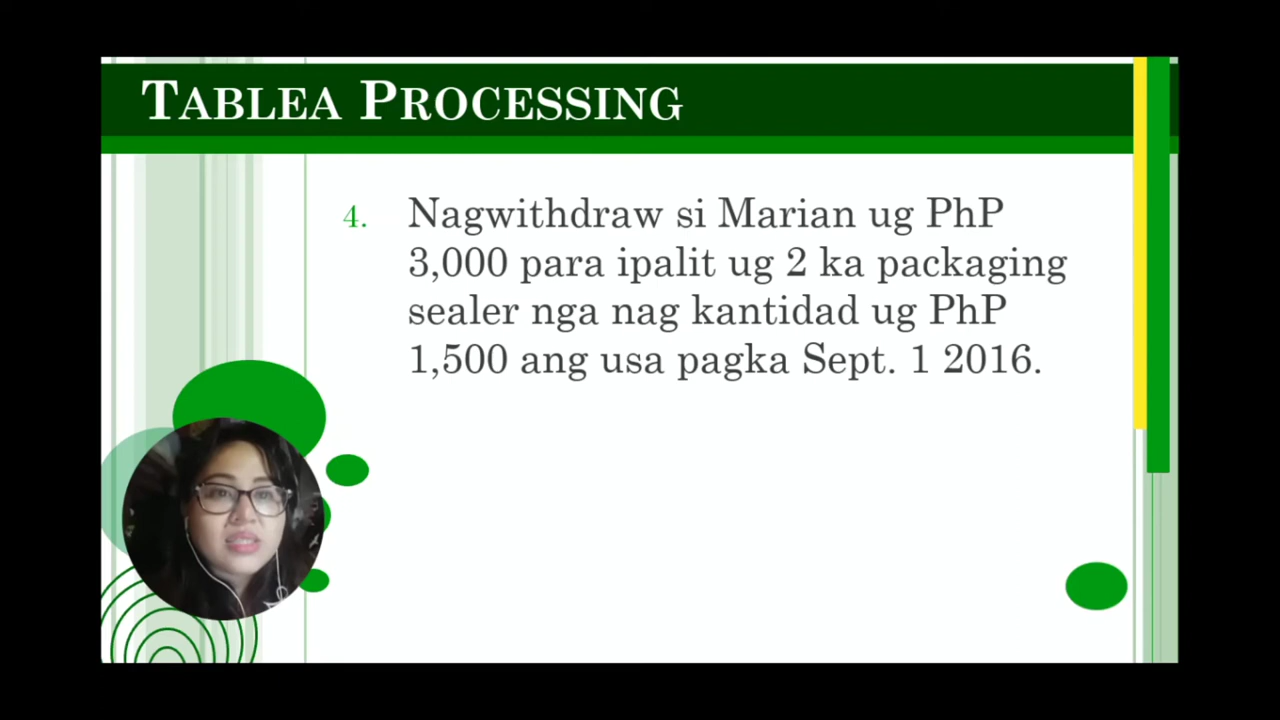 TABLEA PROCESSING
4. Nagwithdraw si Marian ug PhP
3,000 para ipalit ug 2 ka packaging
sealer nga nag kantidad ug PhP
1,500 ang usa pagka Sept. 1 2016.